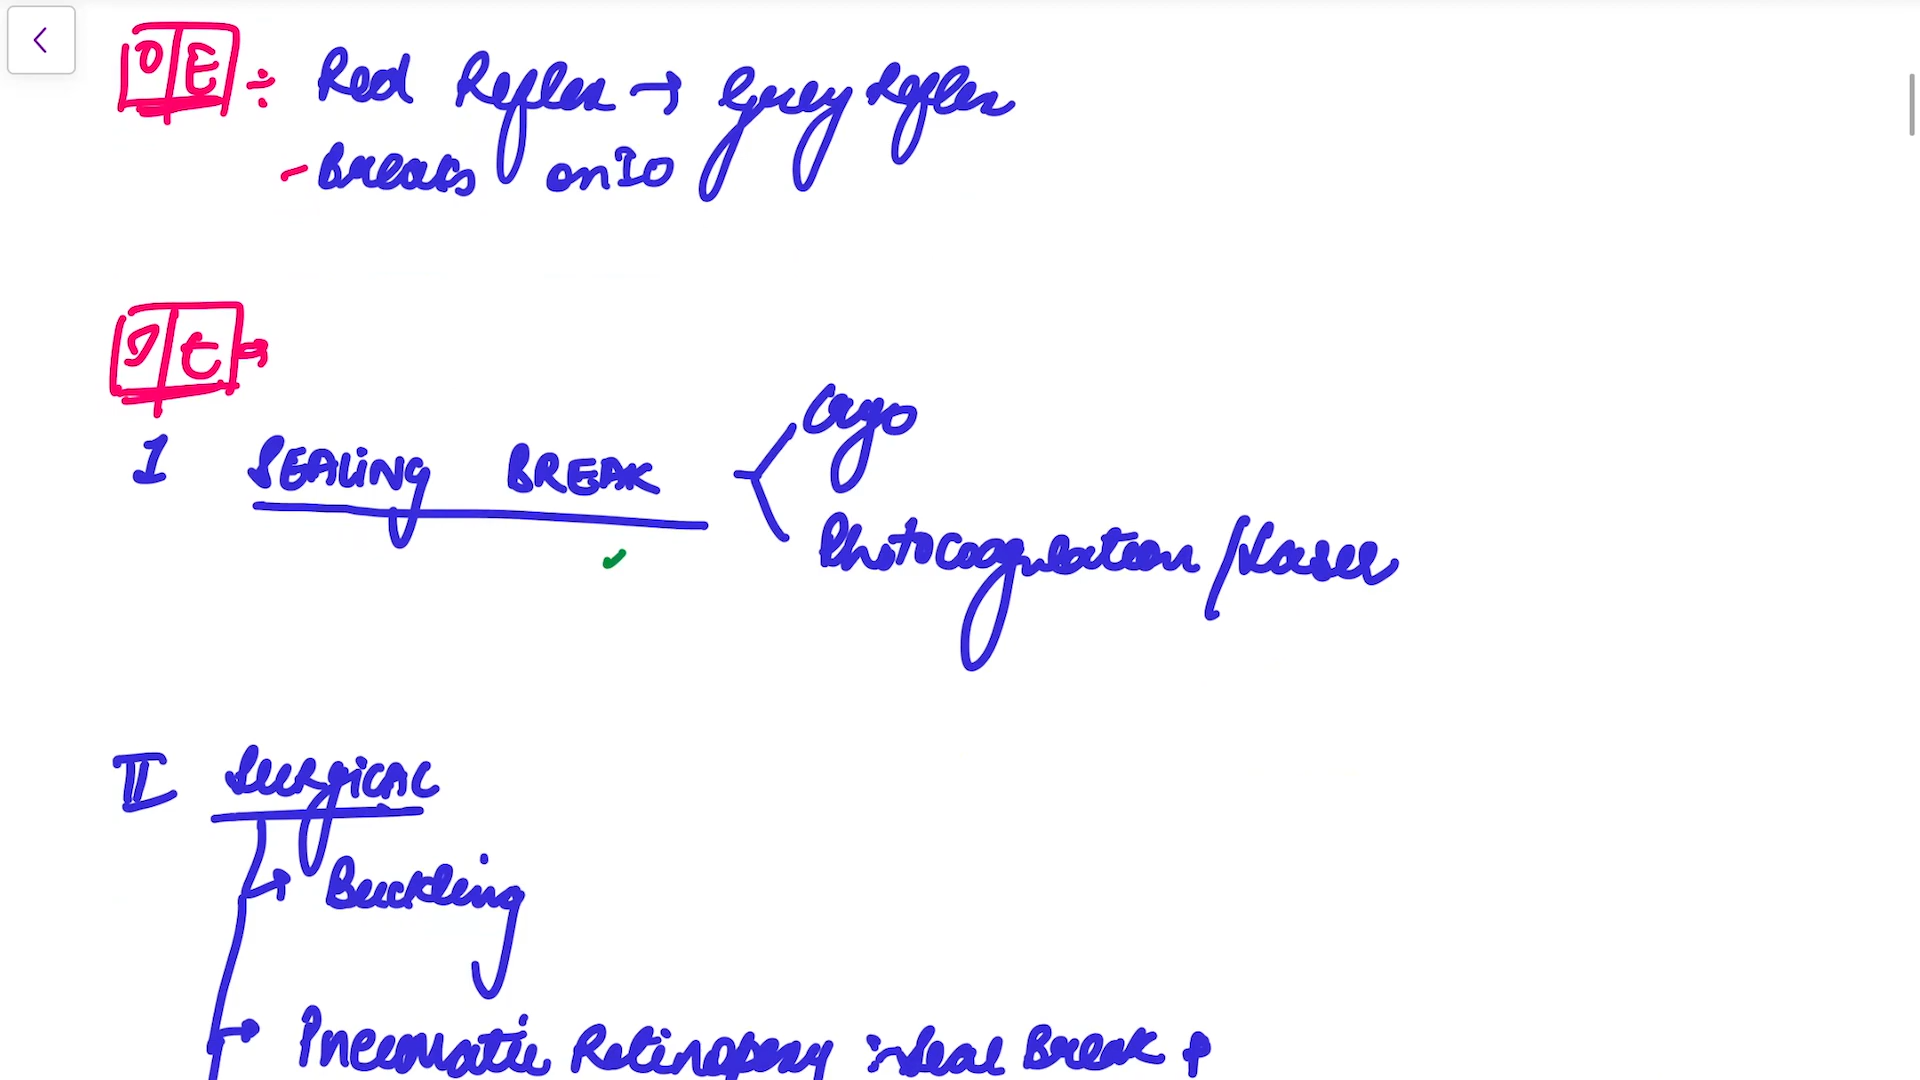 O/E ÷ Red Reflex → Grey Reflex
- Breaks on IO
I SEALING BREAK
Cryo
Photocoagulation / Laser
II SURGICAL
→ Buckling
→ Pneumatic Retinopexy : Seal Break